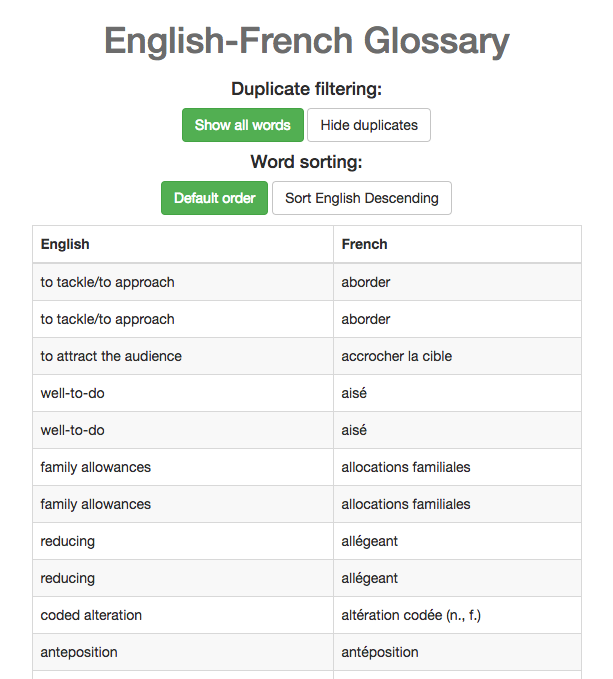 English-French Glossary
Duplicate filtering:
Show all words Hide duplicates
Word sorting:
Default order Sort English Descending
English French
to tackle/to approach aborder
to tackle/to approach aborder
to attract the audience accrocher la cible
well-to-do aisé
well-to-do aisé
family allowances allocations familiales
family allowances allocations familiales
reducing allégeant
reducing allégeant
coded alteration altération codée (n., f.)
anteposition antéposition